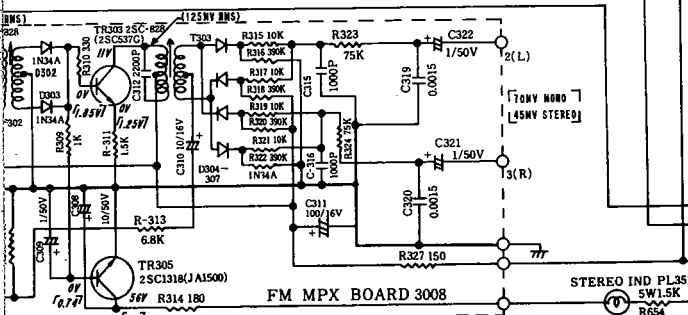 RMS)
TR303 2SC-828
(2SC537G)
(125MV RMS)
828
1N34A
D302
R310 330
11V
0V
C312 2200P
T303
R315 10K
R316 390K
R317 10K
R318 390K
R319 10K
R320 390K
R321 10K
R322 390K
1N34A
D304~
307
R323
75K
C315
1000P
C319
0.0015
C322
1/50V
2(L)
70MV MONO
45MV STEREO
D303
1N34A
F302
「1.85V」
0V
「1.25V」
R309
1K
R-311
1.5K
C310 10/16V
C-316
1000P
R324 75K
C321
1/50V
3(R)
C320
0.0015
1/50V
C308
10/50V
C309
R-313
6.8K
C311
100/16V
R327 150
TR305
2SC1318(JA1500)
0V
「0.7V」
56V
R314 180
FM MPX BOARD 3008
STEREO IND PL35
5W1.5K
R654